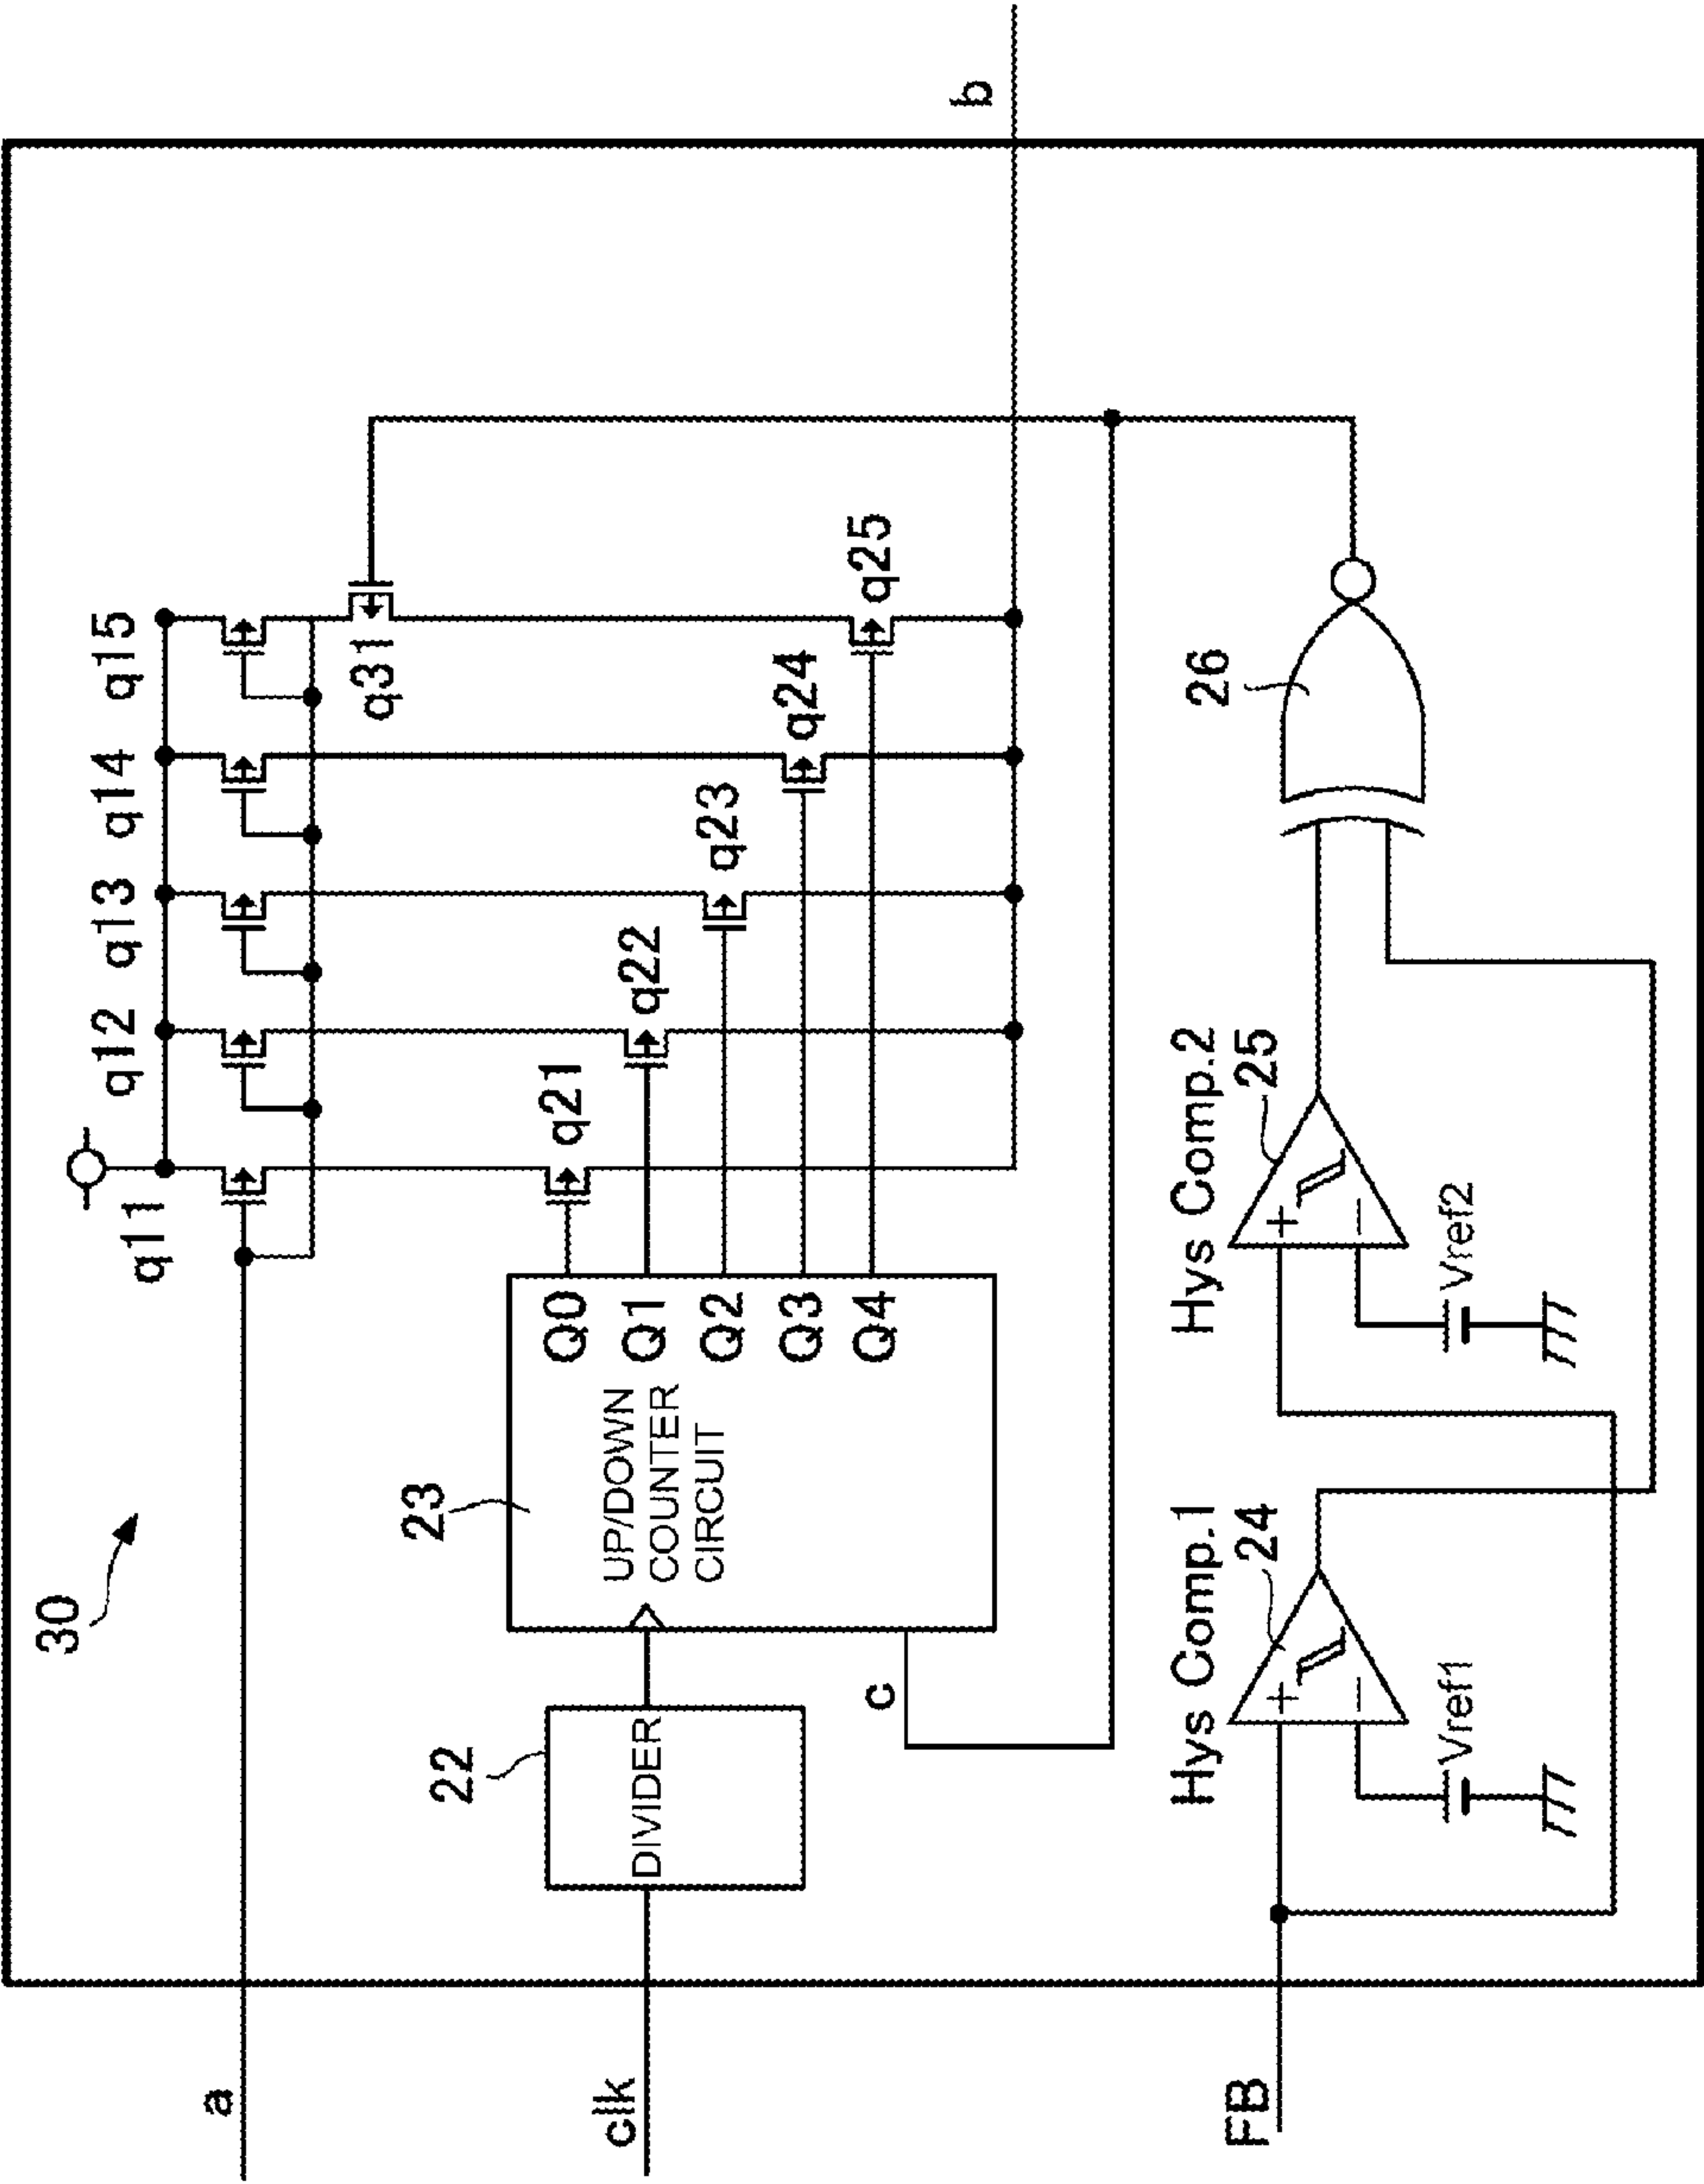 30
a
q11
q12
q13
q14
q15
q31
q21
q22
q23
q24
q25
b
clk
22
DIVIDER
23
UP/DOWN
COUNTER
CIRCUIT
Q0
Q1
Q2
Q3
Q4
c
FB
Hys Comp.1
24
+
−
Vref1
Hys Comp.2
25
+
−
Vref2
26